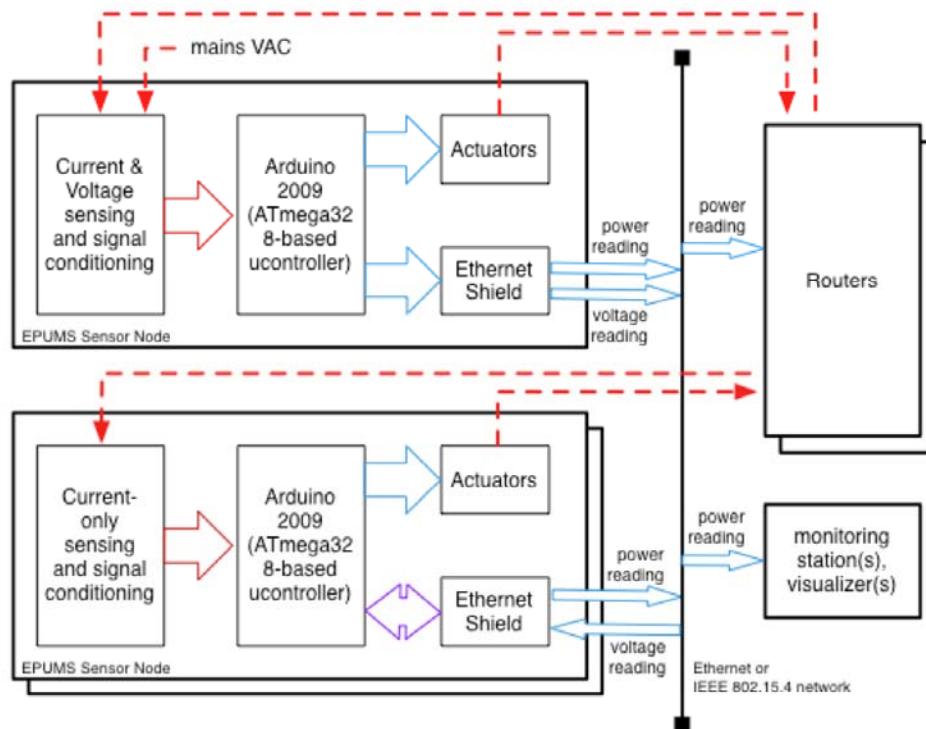 mains VAC
Current &
Voltage
sensing
and signal
conditioning
Arduino
2009
(ATmega32
8-based
ucontroller)
Actuators
Ethernet
Shield
EPUMS Sensor Node
power
reading
voltage
reading
power
reading
Routers
Current-
only
sensing
and signal
conditioning
Arduino
2009
(ATmega32
8-based
ucontroller)
Actuators
Ethernet
Shield
EPUMS Sensor Node
power
reading
voltage
reading
power
reading
monitoring
station(s),
visualizer(s)
Ethernet or
IEEE 802.15.4 network